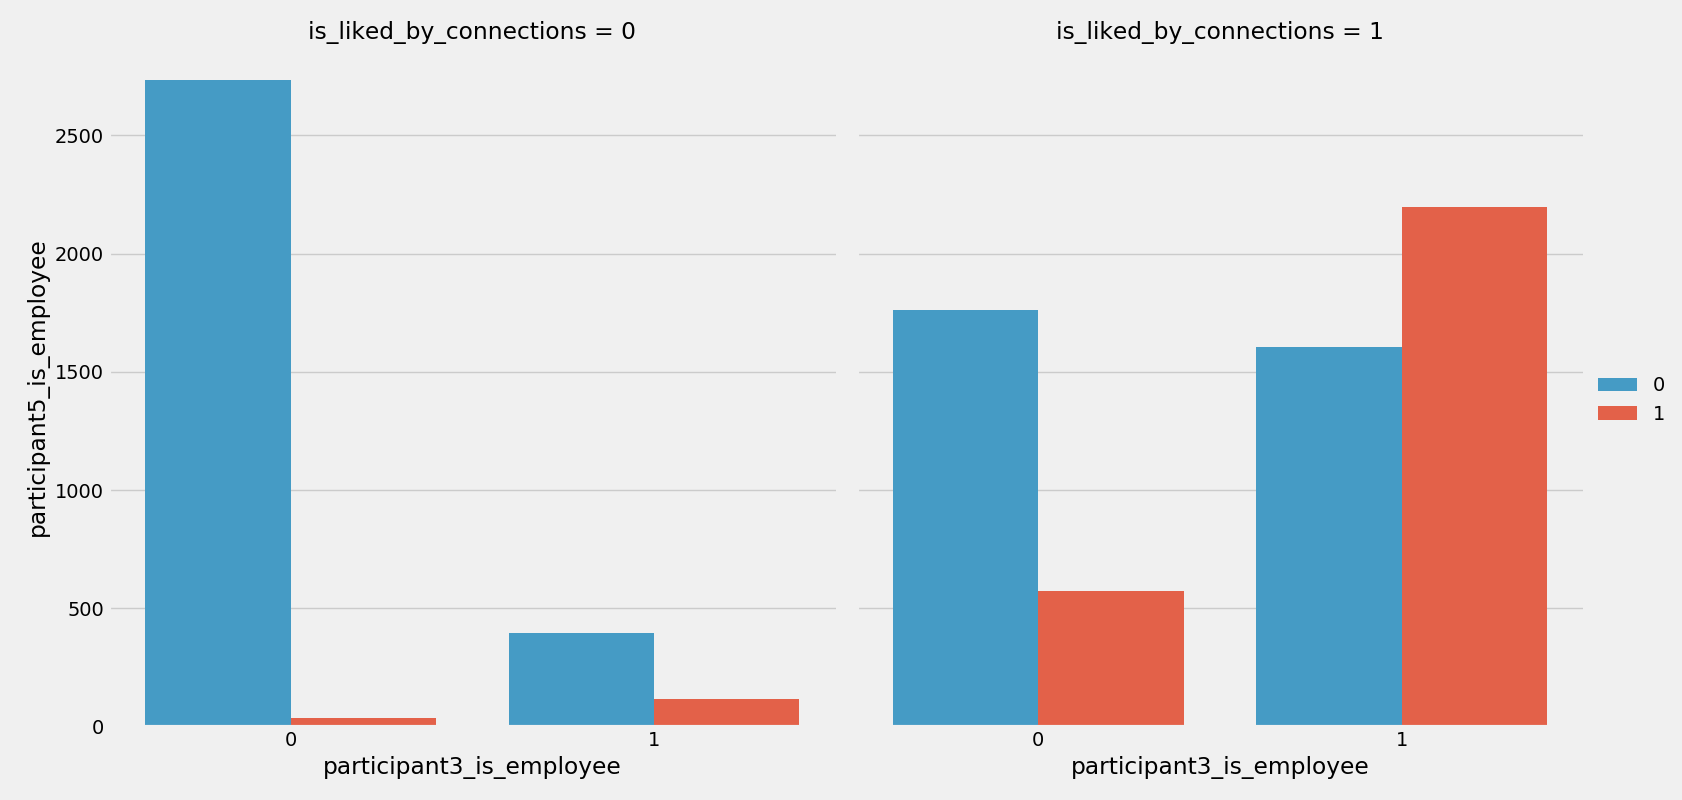 is_liked_by_connections = 0
is_liked_by_connections = 1
participant5_is_employee
2500
2000
1500
1000
500
0
0
1
participant3_is_employee
0
1
participant3_is_employee
0
1